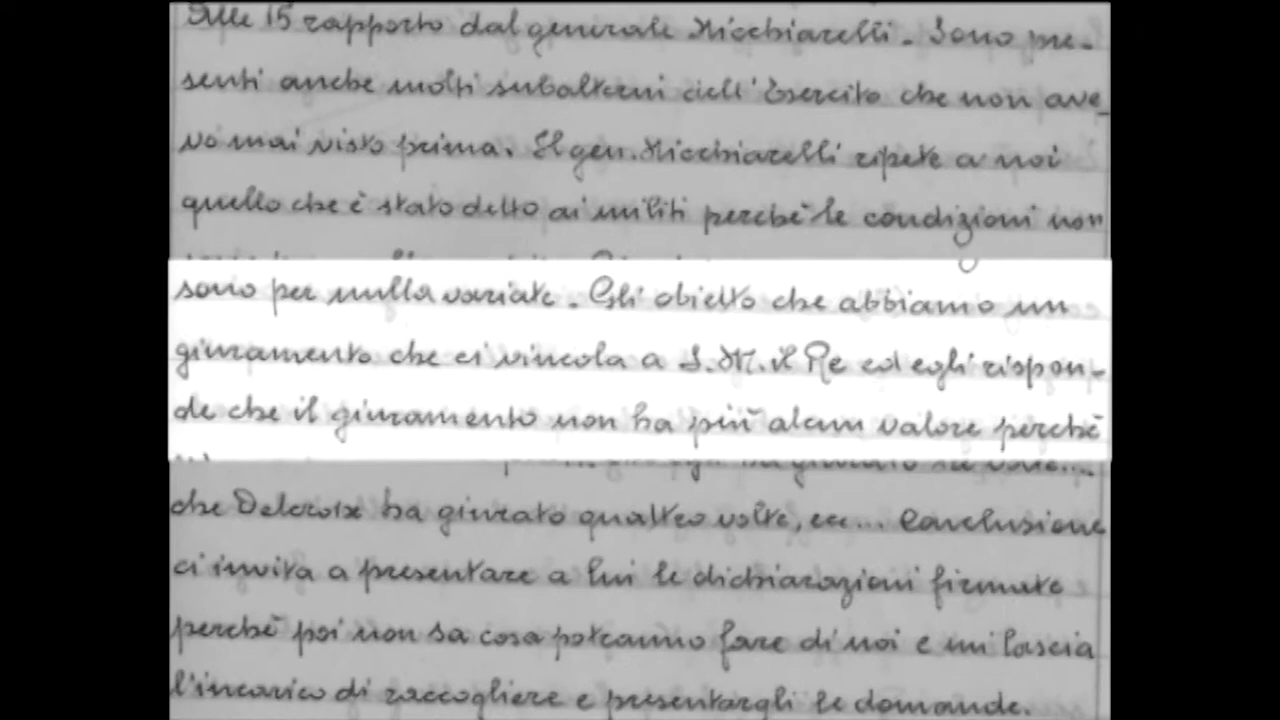 Alle 15 rapporto dal generale Ricchiarelli. Sono pre-
senti anche molti subalterni dell'Esercito che non ave_
vo mai visto prima. Il gen. Ricchiarelli ripete a noi
quello che è stato detto ai militi perchè le condizioni non
sono per nulla variate. Gli obietto che abbiamo un
giuramento che ci vincola a S.M. il Re ed egli rispon-
de che il giuramento non ha più alcun valore perchè
che Delcroix ha giurato quattro volte, ecc... Conclusione
ci invita a presentare a lui le dichiarazioni firmate
perchè poi non sa cosa potranno fare di noi e mi lascia
l'incarico di raccogliere e presentargli le domande.